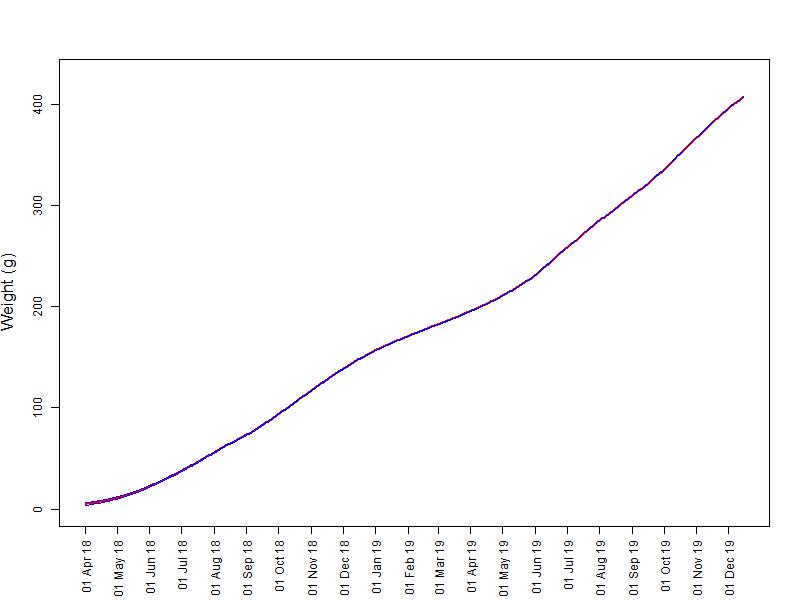 Weight (g)
400
300
200
100
0
01 Apr 18
01 May 18
01 Jun 18
01 Jul 18
01 Aug 18
01 Sep 18
01 Oct 18
01 Nov 18
01 Dec 18
01 Jan 19
01 Feb 19
01 Mar 19
01 Apr 19
01 May 19
01 Jun 19
01 Jul 19
01 Aug 19
01 Sep 19
01 Oct 19
01 Nov 19
01 Dec 19